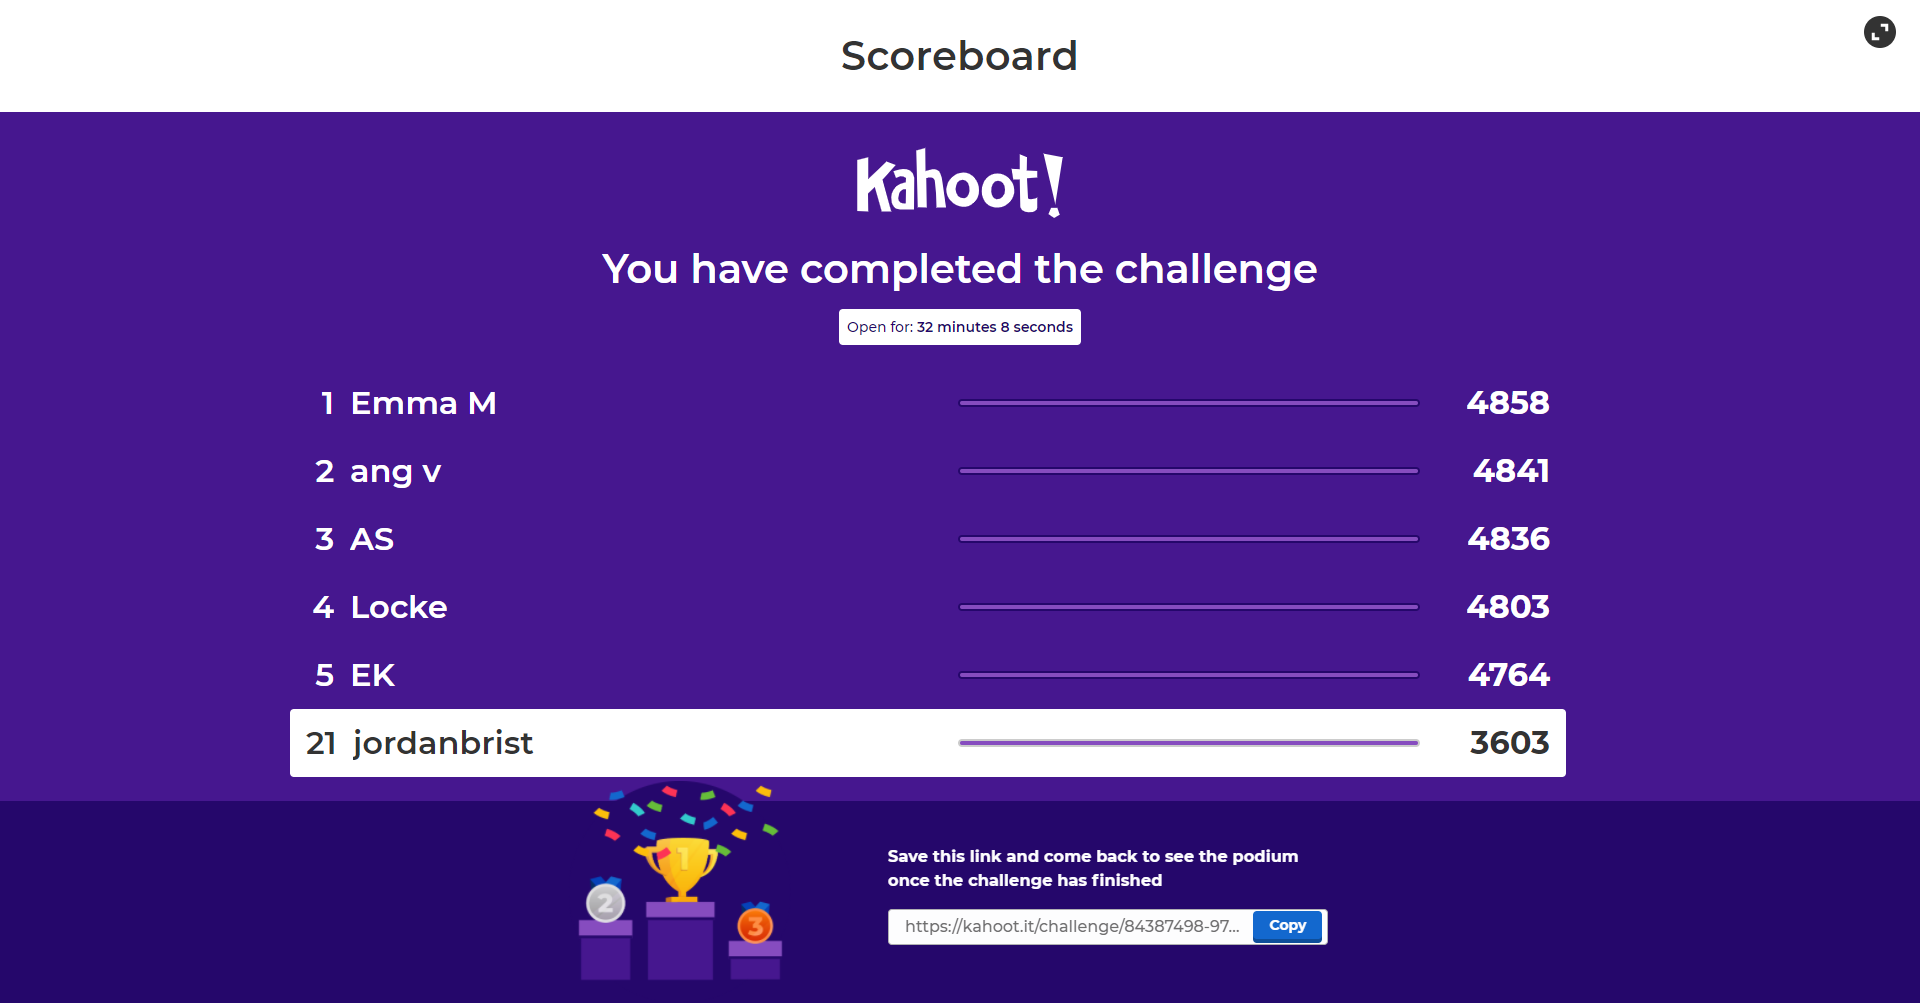 Scoreboard
Kahoot!
You have completed the challenge
Open for: 32 minutes 8 seconds
1 Emma M 4858
2 ang v 4841
3 AS 4836
4 Locke 4803
5 EK 4764
21 jordanbrist 3603
1
2
3
Save this link and come back to see the podium
once the challenge has finished
https://kahoot.it/challenge/84387498-97... Copy